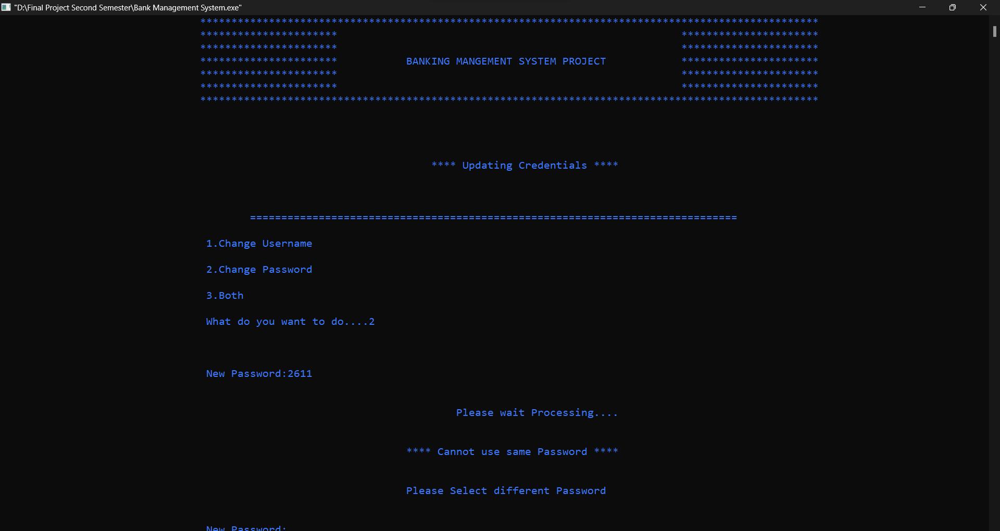 "D:\Final Project Second Semester\Bank Management System.exe"
***************************************************************************************************
********************** **********************
********************** **********************
********************** BANKING MANGEMENT SYSTEM PROJECT **********************
********************** **********************
********************** **********************
***************************************************************************************************
**** Updating Credentials ****
==============================================================================
1.Change Username
2.Change Password
3.Both
What do you want to do....2
New Password:2611
Please wait Processing....
**** Cannot use same Password ****
Please Select different Password
New Password: